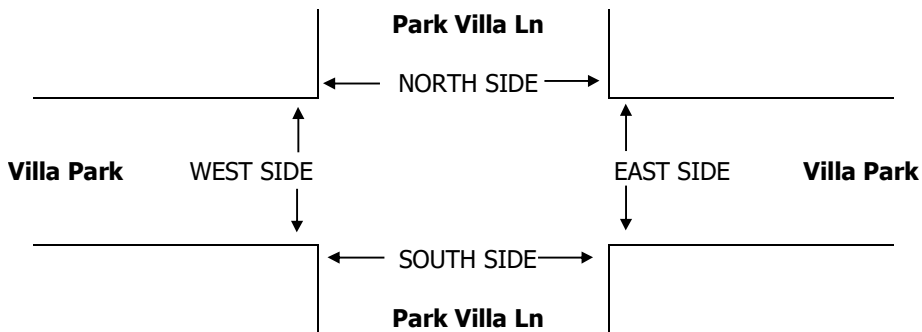 Park Villa Ln
NORTH SIDE
Villa Park WEST SIDE EAST SIDE Villa Park
SOUTH SIDE
Park Villa Ln